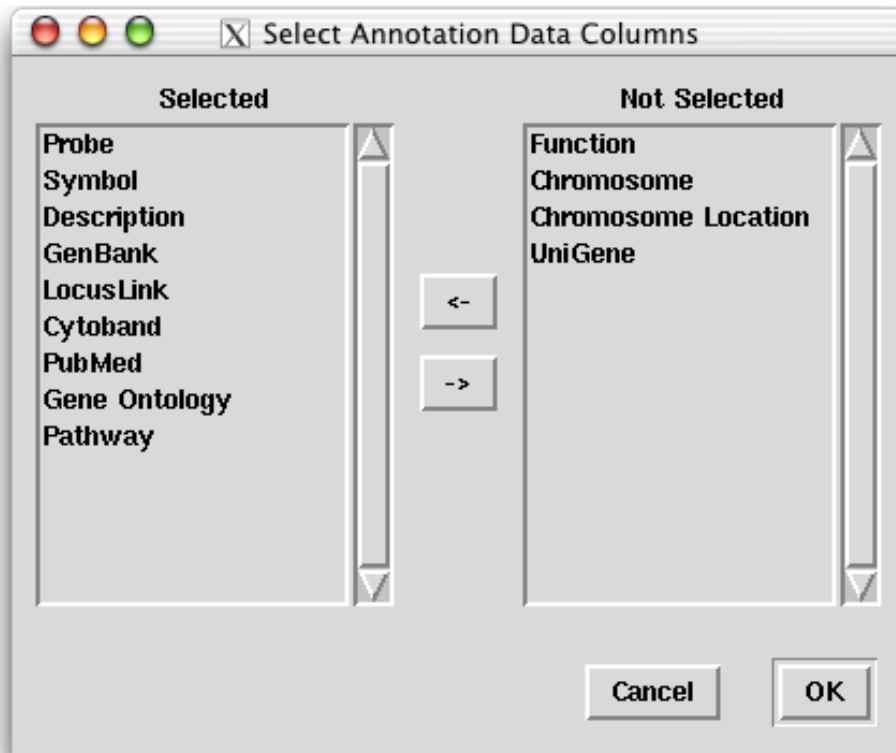 Select Annotation Data Columns
Selected
Not Selected
Probe
Symbol
Description
GenBank
LocusLink
Cytoband
PubMed
Gene Ontology
Pathway
<-
->
Function
Chromosome
Chromosome Location
UniGene
Cancel
OK